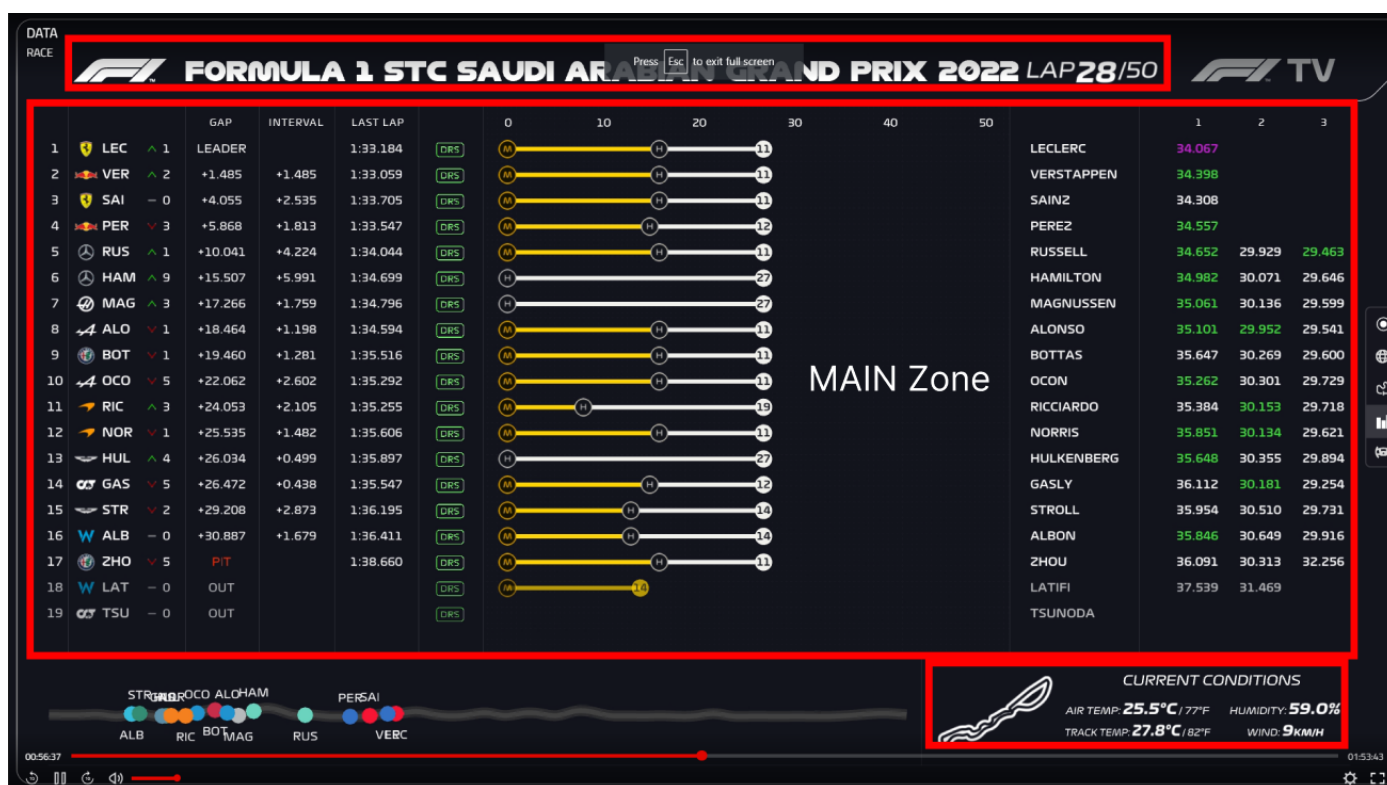 DATA
RACE
F1 FORMULA 1 STC SAUDI ARABIAN GRAND PRIX 2022 LAP 28/50 F1 TV
Press Esc to exit full screen
GAP INTERVAL LAST LAP 0 10 20 30 40 50 1 2 3
1 LEC 1 LEADER 1:33.184 DRS M H 11 LECLERC 34.067
2 VER 2 +1.485 +1.485 1:33.059 DRS M H 11 VERSTAPPEN 34.398
3 SAI – 0 +4.055 +2.535 1:33.705 DRS M H 11 SAINZ 34.308
4 PER 3 +5.868 +1.813 1:33.547 DRS M H 12 PEREZ 34.557
5 RUS 1 +10.041 +4.224 1:34.044 DRS M H 11 RUSSELL 34.652 29.929 29.463
6 HAM 9 +15.507 +5.991 1:34.699 DRS H 27 HAMILTON 34.982 30.071 29.646
7 MAG 3 +17.266 +1.759 1:34.796 DRS H 27 MAGNUSSEN 35.061 30.136 29.599
8 ALO 1 +18.464 +1.198 1:34.594 DRS M H 11 ALONSO 35.101 29.952 29.541
9 BOT 1 +19.460 +1.281 1:35.516 DRS M H 11 BOTTAS 35.647 30.269 29.600
10 OCO 5 +22.062 +2.602 1:35.292 DRS M H 11 MAIN Zone OCON 35.262 30.301 29.729
11 RIC 3 +24.053 +2.105 1:35.255 DRS M H 19 RICCIARDO 35.384 30.153 29.718
12 NOR 1 +25.535 +1.482 1:35.606 DRS M H 11 NORRIS 35.851 30.134 29.621
13 HUL 4 +26.034 +0.499 1:35.897 DRS H 27 HULKENBERG 35.648 30.355 29.894
14 GAS 5 +26.472 +0.438 1:35.547 DRS M H 12 GASLY 36.112 30.181 29.254
15 STR 2 +29.208 +2.873 1:36.195 DRS M H 14 STROLL 35.954 30.510 29.731
16 ALB – 0 +30.887 +1.679 1:36.411 DRS M H 14 ALBON 35.846 30.649 29.916
17 ZHO 5 PIT 1:38.660 DRS M H 11 ZHOU 36.091 30.313 32.256
18 LAT – 0 OUT DRS M 14 LATIFI 37.539 31.469
19 TSU – 0 OUT DRS TSUNODA
STR OCO ALO HAM PER SAI
ALB RIC BOT MAG RUS VER
CURRENT CONDITIONS
AIR TEMP: 25.5°C / 77°F HUMIDITY: 59.0%
TRACK TEMP: 27.8°C / 82°F WIND: 9KM/H
00:56:37 01:53:43